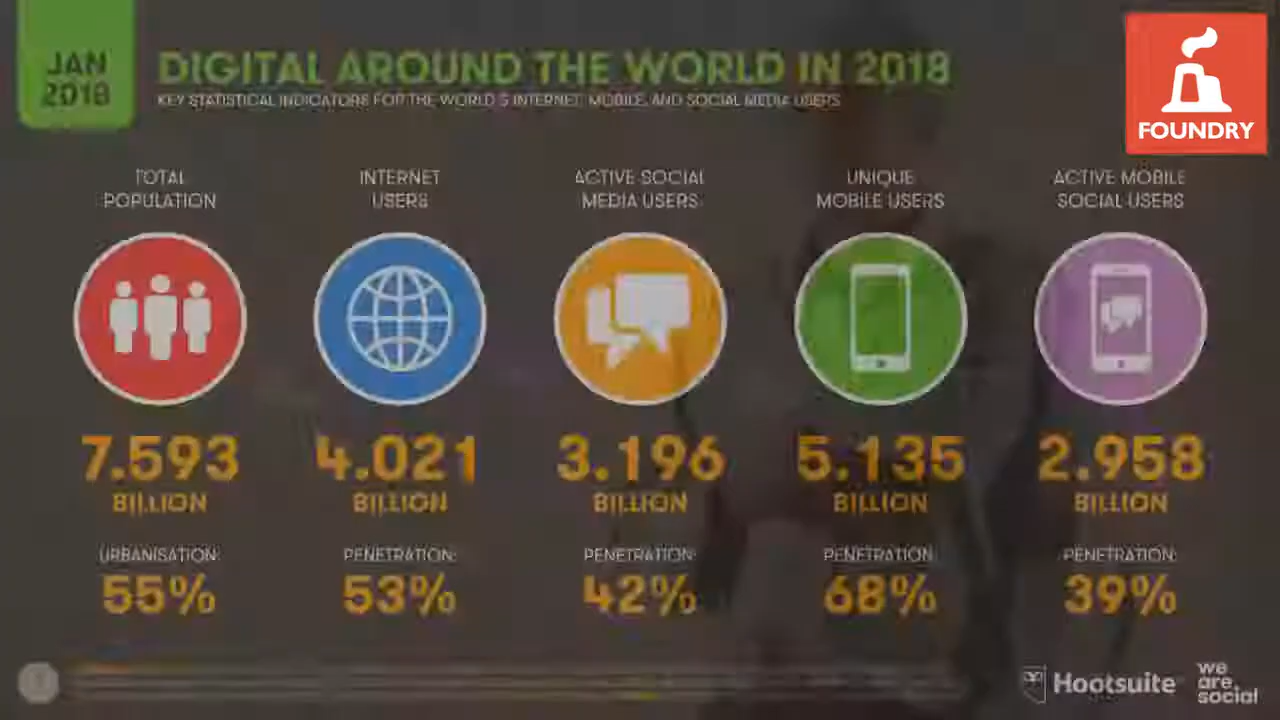 JAN
2018
DIGITAL AROUND THE WORLD IN 2018
KEY STATISTICAL INDICATORS FOR THE WORLD'S INTERNET, MOBILE, AND SOCIAL MEDIA USERS
FOUNDRY
TOTAL
POPULATION
INTERNET
USERS
ACTIVE SOCIAL
MEDIA USERS
UNIQUE
MOBILE USERS
ACTIVE MOBILE
SOCIAL USERS
7.593
BILLION
4.021
BILLION
3.196
BILLION
5.135
BILLION
2.958
BILLION
URBANISATION:
55%
PENETRATION:
53%
PENETRATION:
42%
PENETRATION:
68%
PENETRATION:
39%
Hootsuite
we
are
social